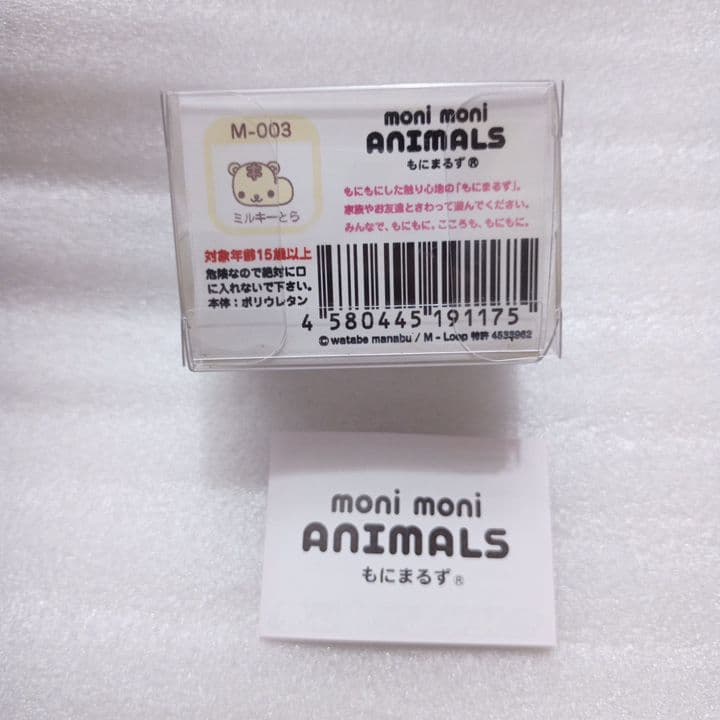 M-003
ミルキーとら
moni moni
ANIMALS
もにまるず®
もにもにした触り心地の「もにまるず」。
家族やお友達とさわって遊んでください。
みんなで、もにもに。こころも、もにもに。
対象年齢15歳以上
危険なので絶対に口
に入れないで下さい。
本体：ポリウレタン
4 580445 191175
©watabe manabu / M - Loop 特許 4533962
moni moni
ANIMALS
もにまるず®